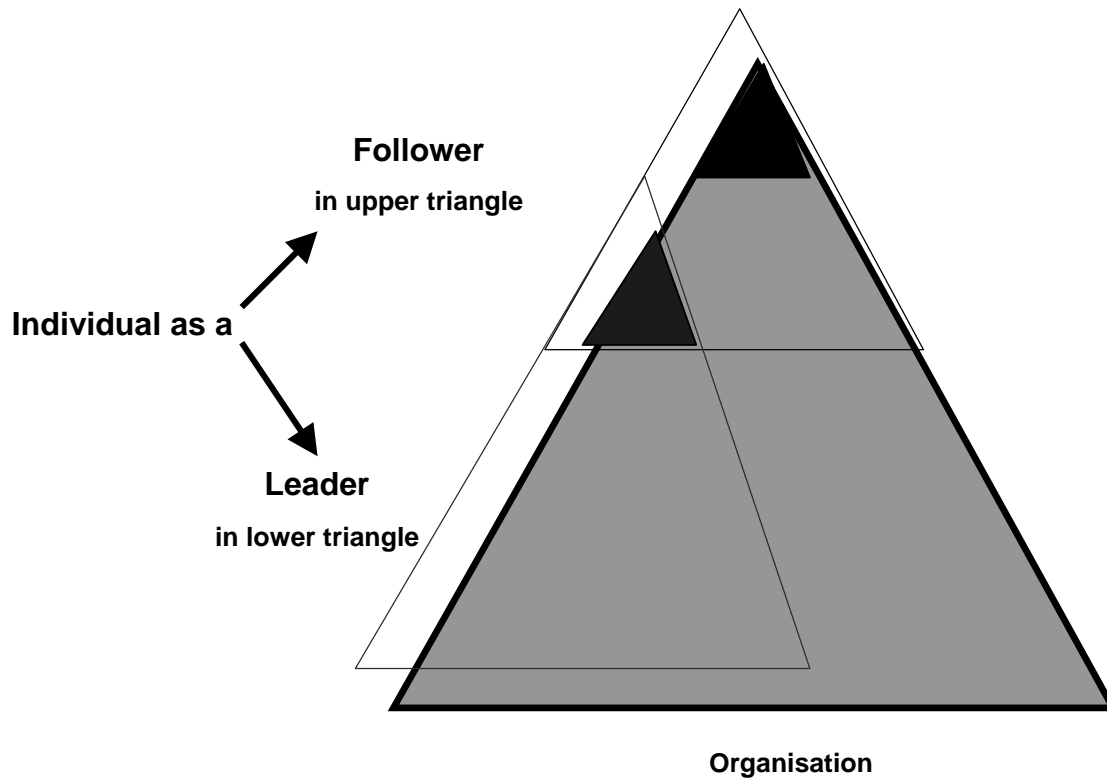 Follower
in upper triangle
Individual as a
Leader
in lower triangle
Organisation